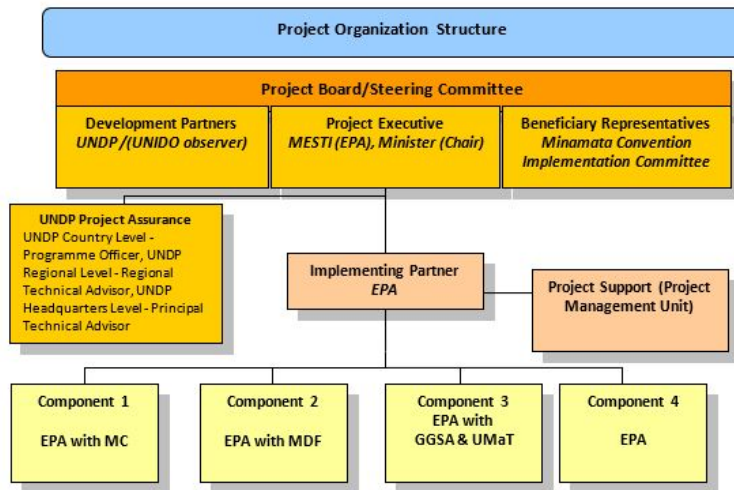 Project Organization Structure
Project Board/Steering Committee
Development Partners
UNDP/(UNIDO observer)
Project Executive
MESTI (EPA), Minister (Chair)
Beneficiary Representatives
Minamata Convention
Implementation Committee
UNDP Project Assurance
UNDP Country Level -
Programme Officer, UNDP
Regional Level - Regional
Technical Advisor, UNDP
Headquarters Level - Principal
Technical Advisor
Implementing Partner
EPA
Project Support (Project
Management Unit)
Component 1
EPA with MC
Component 2
EPA with MDF
Component 3
EPA with
GGSA & UMaT
Component 4
EPA